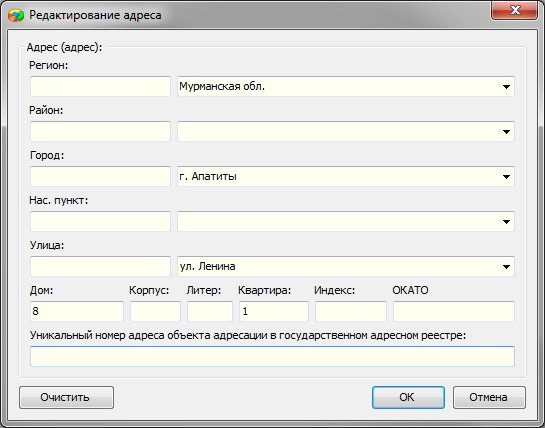 Редактирование адреса
Адрес (адрес):
Регион:
Мурманская обл.
Район:
Город:
г. Апатиты
Нас. пункт:
Улица:
ул. Ленина
Дом: Корпус: Литер: Квартира: Индекс: ОКАТО
8 1
Уникальный номер адреса объекта адресации в государственном адресном реестре:
Очистить ОК Отмена